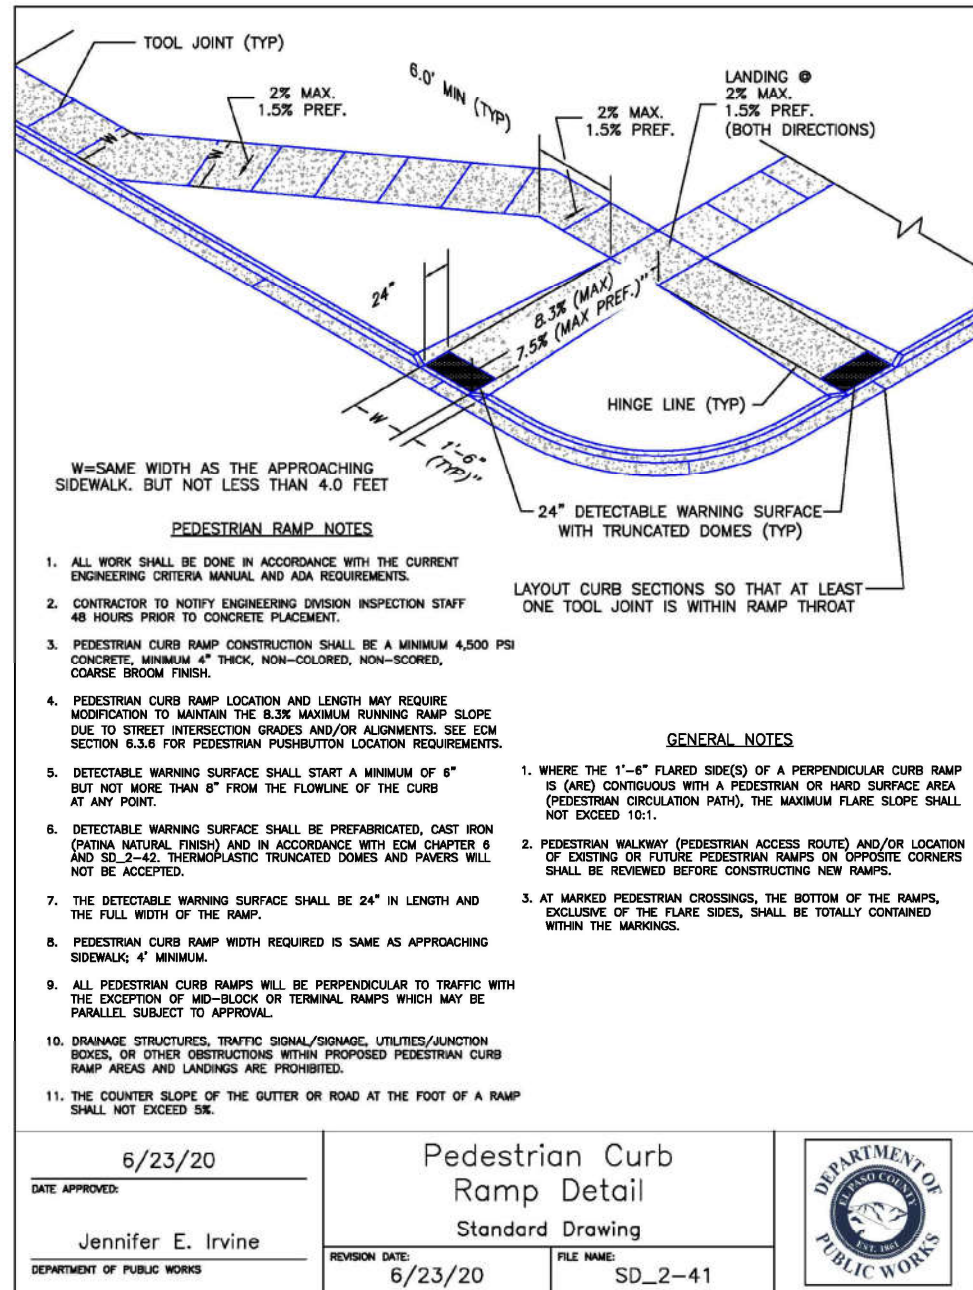 TOOL JOINT (TYP)
2% MAX.
1.5% PREF.
6.0' MIN (TYP)
2% MAX.
1.5% PREF.
LANDING @
2% MAX.
1.5% PREF.
(BOTH DIRECTIONS)
W
W
24"
8.3% (MAX)
7.5% (MAX PREF.)"
HINGE LINE (TYP)
W
1'-6"
(TYP)"
W=SAME WIDTH AS THE APPROACHING
SIDEWALK. BUT NOT LESS THAN 4.0 FEET
24" DETECTABLE WARNING SURFACE
WITH TRUNCATED DOMES (TYP)
LAYOUT CURB SECTIONS SO THAT AT LEAST
ONE TOOL JOINT IS WITHIN RAMP THROAT
PEDESTRIAN RAMP NOTES
1. ALL WORK SHALL BE DONE IN ACCORDANCE WITH THE CURRENT
ENGINEERING CRITERIA MANUAL AND ADA REQUIREMENTS.
2. CONTRACTOR TO NOTIFY ENGINEERING DIVISION INSPECTION STAFF
48 HOURS PRIOR TO CONCRETE PLACEMENT.
3. PEDESTRIAN CURB RAMP CONSTRUCTION SHALL BE A MINIMUM 4,500 PSI
CONCRETE, MINIMUM 4" THICK, NON-COLORED, NON-SCORED,
COARSE BROOM FINISH.
4. PEDESTRIAN CURB RAMP LOCATION AND LENGTH MAY REQUIRE
MODIFICATION TO MAINTAIN THE 8.3% MAXIMUM RUNNING RAMP SLOPE
DUE TO STREET INTERSECTION GRADES AND/OR ALIGNMENTS. SEE ECM
SECTION 6.3.6 FOR PEDESTRIAN PUSHBUTTON LOCATION REQUIREMENTS.
5. DETECTABLE WARNING SURFACE SHALL START A MINIMUM OF 6"
BUT NOT MORE THAN 8" FROM THE FLOWLINE OF THE CURB
AT ANY POINT.
6. DETECTABLE WARNING SURFACE SHALL BE PREFABRICATED, CAST IRON
(PATINA NATURAL FINISH) AND IN ACCORDANCE WITH ECM CHAPTER 6
AND SD_2-42. THERMOPLASTIC TRUNCATED DOMES AND PAVERS WILL
NOT BE ACCEPTED.
7. THE DETECTABLE WARNING SURFACE SHALL BE 24" IN LENGTH AND
THE FULL WIDTH OF THE RAMP.
8. PEDESTRIAN CURB RAMP WIDTH REQUIRED IS SAME AS APPROACHING
SIDEWALK; 4' MINIMUM.
9. ALL PEDESTRIAN CURB RAMPS WILL BE PERPENDICULAR TO TRAFFIC WITH
THE EXCEPTION OF MID-BLOCK OR TERMINAL RAMPS WHICH MAY BE
PARALLEL SUBJECT TO APPROVAL.
10. DRAINAGE STRUCTURES, TRAFFIC SIGNAL/SIGNAGE, UTILITIES/JUNCTION
BOXES, OR OTHER OBSTRUCTIONS WITHIN PROPOSED PEDESTRIAN CURB
RAMP AREAS AND LANDINGS ARE PROHIBITED.
11. THE COUNTER SLOPE OF THE GUTTER OR ROAD AT THE FOOT OF A RAMP
SHALL NOT EXCEED 5%.
GENERAL NOTES
1. WHERE THE 1'-6" FLARED SIDE(S) OF A PERPENDICULAR CURB RAMP
IS (ARE) CONTIGUOUS WITH A PEDESTRIAN OR HARD SURFACE AREA
(PEDESTRIAN CIRCULATION PATH), THE MAXIMUM FLARE SLOPE SHALL
NOT EXCEED 10:1.
2. PEDESTRIAN WALKWAY (PEDESTRIAN ACCESS ROUTE) AND/OR LOCATION
OF EXISTING OR FUTURE PEDESTRIAN RAMPS ON OPPOSITE CORNERS
SHALL BE REVIEWED BEFORE CONSTRUCTING NEW RAMPS.
3. AT MARKED PEDESTRIAN CROSSINGS, THE BOTTOM OF THE RAMPS,
EXCLUSIVE OF THE FLARE SIDES, SHALL BE TOTALLY CONTAINED
WITHIN THE MARKINGS.
6/23/20
DATE APPROVED:
Jennifer E. Irvine
DEPARTMENT OF PUBLIC WORKS
Pedestrian Curb
Ramp Detail
Standard Drawing
REVISION DATE:
6/23/20
FILE NAME:
SD_2-41
DEPARTMENT OF
EL PASO COUNTY
EST. 1861
PUBLIC WORKS